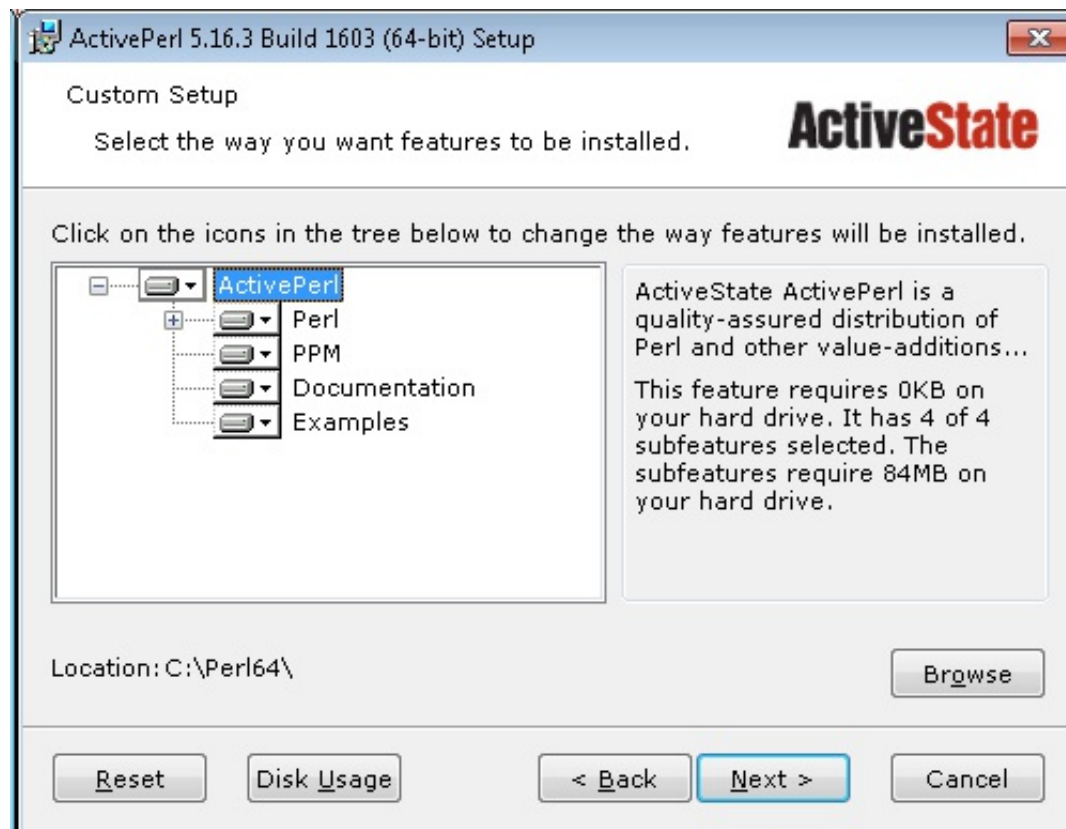 ActivePerl 5.16.3 Build 1603 (64-bit) Setup
Custom Setup
Select the way you want features to be installed.
ActiveState
Click on the icons in the tree below to change the way features will be installed.
ActivePerl
Perl
PPM
Documentation
Examples
ActiveState ActivePerl is a
quality-assured distribution of
Perl and other value-additions...
This feature requires 0KB on
your hard drive. It has 4 of 4
subfeatures selected. The
subfeatures require 84MB on
your hard drive.
Location: C:\Perl64\
Browse
Reset
Disk Usage
< Back
Next >
Cancel